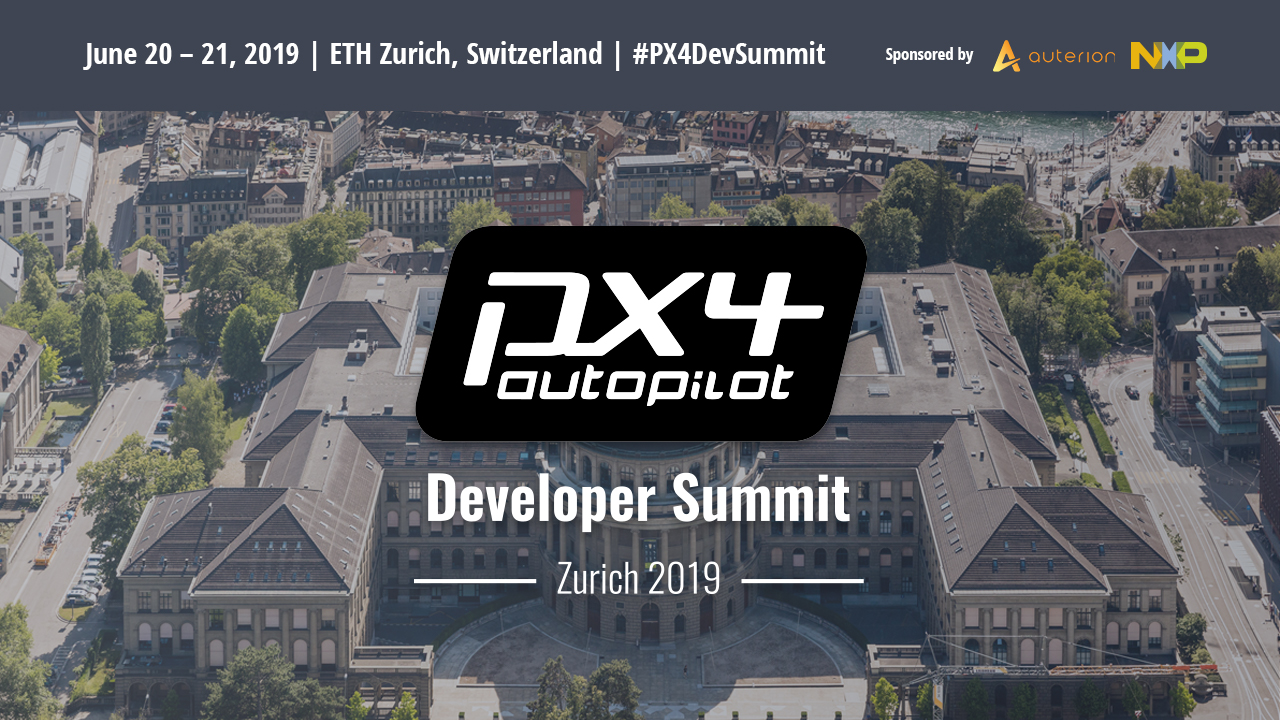 June 20 – 21, 2019 | ETH Zurich, Switzerland | #PX4DevSummit
Sponsored by auterion NXP
px4
autopilot
Developer Summit
Zurich 2019